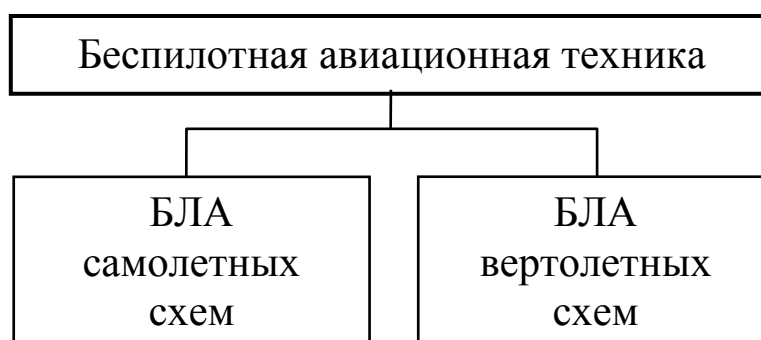 Беспилотная авиационная техника
БЛА
самолетных
схем
БЛА
вертолетных
схем